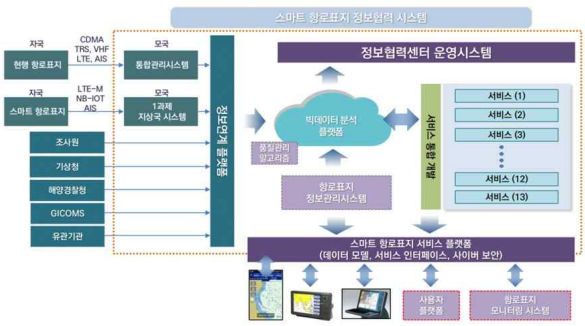 스마트 항로표지 정보협력 시스템
자국
CDMA
TRS, VHF
LTE, AIS
모국
현행 항로표지
통합관리시스템
자국
LTE-M
NB-IOT
AIS
모국
스마트 항로표지
1과제
지상국 시스템
조사원
기상청
해양경찰청
GICOMS
유관기관
정보연계 플랫폼
정보협력센터 운영시스템
빅데이터 분석
플랫폼
품질관리
알고리즘
항로표지
정보관리시스템
서비스 통합 개발
서비스 (1)
서비스 (2)
서비스 (3)
서비스 (12)
서비스 (13)
스마트 항로표지 서비스 플랫폼
(데이터 모델, 서비스 인터페이스, 사이버 보안)
사용자
플랫폼
항로표지
모니터링 시스템